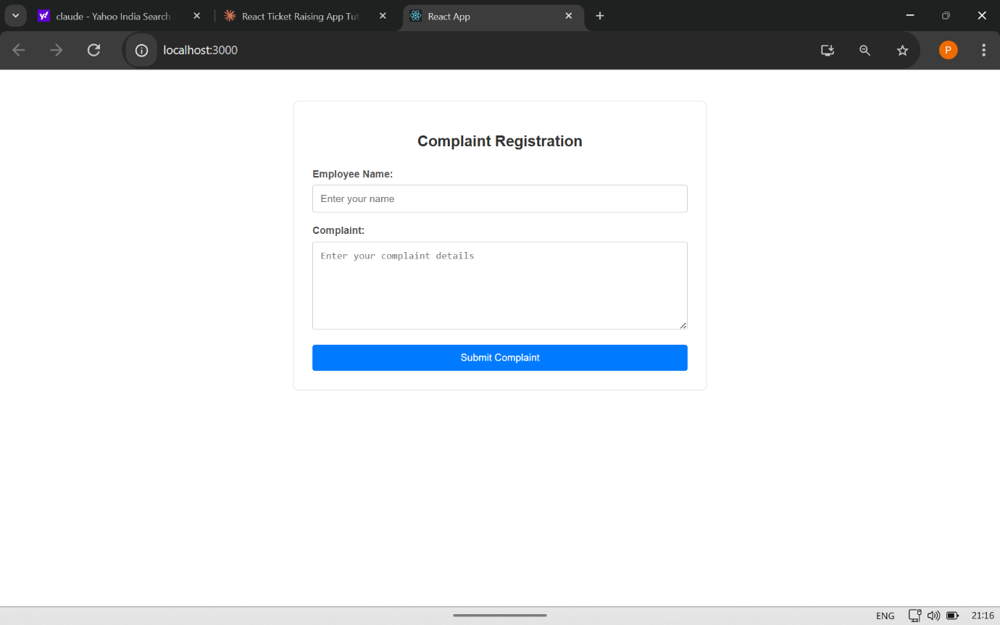 claude - Yahoo India Search
React Ticket Raising App Tut
React App
localhost:3000
P
Complaint Registration
Employee Name:
Enter your name
Complaint:
Enter your complaint details
Submit Complaint
ENG
21:16